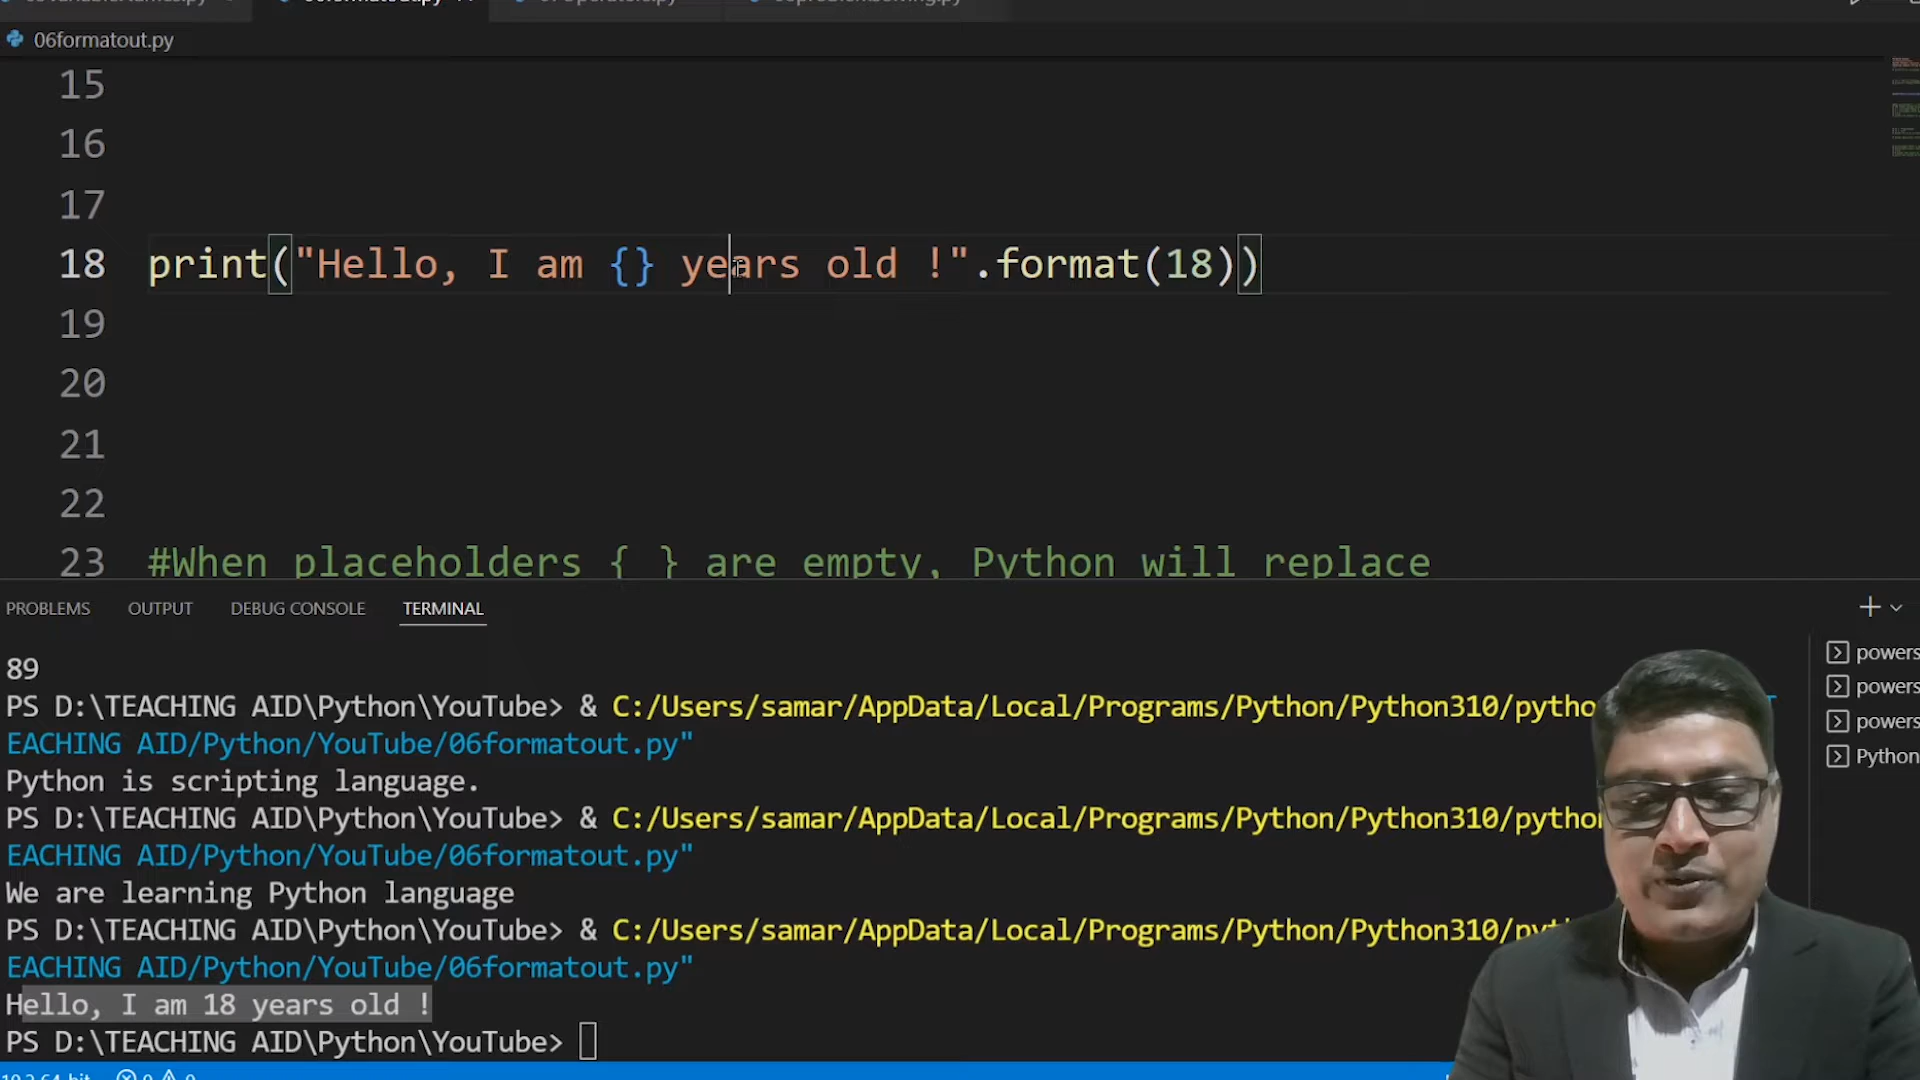 06formatout.py
15
16
17
18 print("Hello, I am {} years old !".format(18))
19
20
21
22
23 #When placeholders { } are empty, Python will replace
PROBLEMS OUTPUT DEBUG CONSOLE TERMINAL
powers
powers
powers
Python
89
PS D:\TEACHING AID\Python\YouTube> & C:/Users/samar/AppData/Local/Programs/Python/Python310/pytho
EACHING AID/Python/YouTube/06formatout.py"
Python is scripting language.
PS D:\TEACHING AID\Python\YouTube> & C:/Users/samar/AppData/Local/Programs/Python/Python310/pytho
EACHING AID/Python/YouTube/06formatout.py"
We are learning Python language
PS D:\TEACHING AID\Python\YouTube> & C:/Users/samar/AppData/Local/Programs/Python/Python310/pyth
EACHING AID/Python/YouTube/06formatout.py"
Hello, I am 18 years old !
PS D:\TEACHING AID\Python\YouTube>